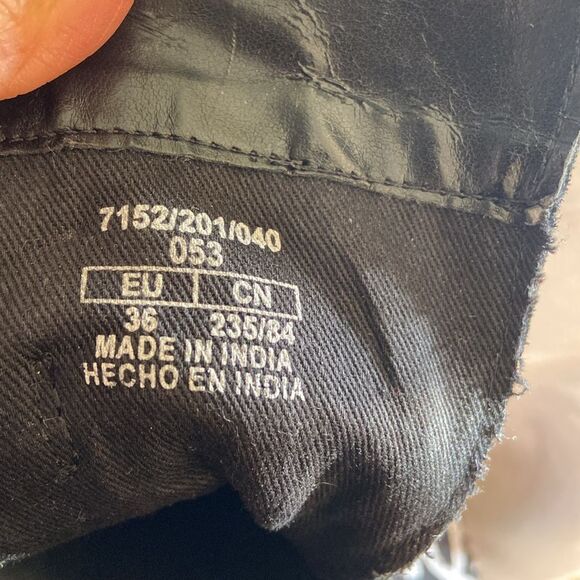 7152/201/040
053
EU CN
36 235/84
MADE IN INDIA
HECHO EN INDIA